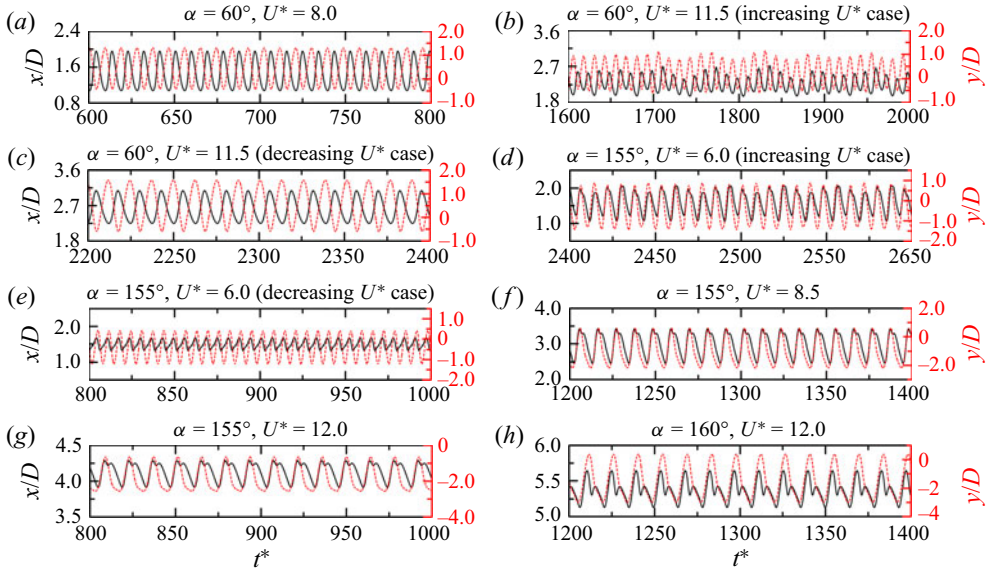 (a) α = 60°, U* = 8.0
x/D
2.4
1.6
0.8
2.0
1.0
0
−1.0
600 650 700 750 800
(b) α = 60°, U* = 11.5 (increasing U* case)
3.6
2.7
1.8
2.0
1.0
0
−1.0
y/D
1600 1700 1800 1900 2000
(c) α = 60°, U* = 11.5 (decreasing U* case)
x/D
3.6
2.7
1.8
2.0
1.0
0
−1.0
2200 2250 2300 2350 2400
(d) α = 155°, U* = 6.0 (increasing U* case)
2.0
1.0
1.0
0
−1.0
−2.0
y/D
2400 2450 2500 2550 2650
(e) α = 155°, U* = 6.0 (decreasing U* case)
x/D
2.0
1.0
1.0
0
−1.0
−2.0
800 850 900 950 1000
(f) α = 155°, U* = 8.5
4.0
3.0
2.0
2.0
0
−2.0
y/D
1200 1250 1300 1350 1400
(g) α = 155°, U* = 12.0
x/D
4.5
4.0
3.5
0
−2.0
−4.0
800 850 900 950 1000
t*
(h) α = 160°, U* = 12.0
6.0
5.5
5.0
0
−2
−4
y/D
1200 1250 1300 1350 1400
t*